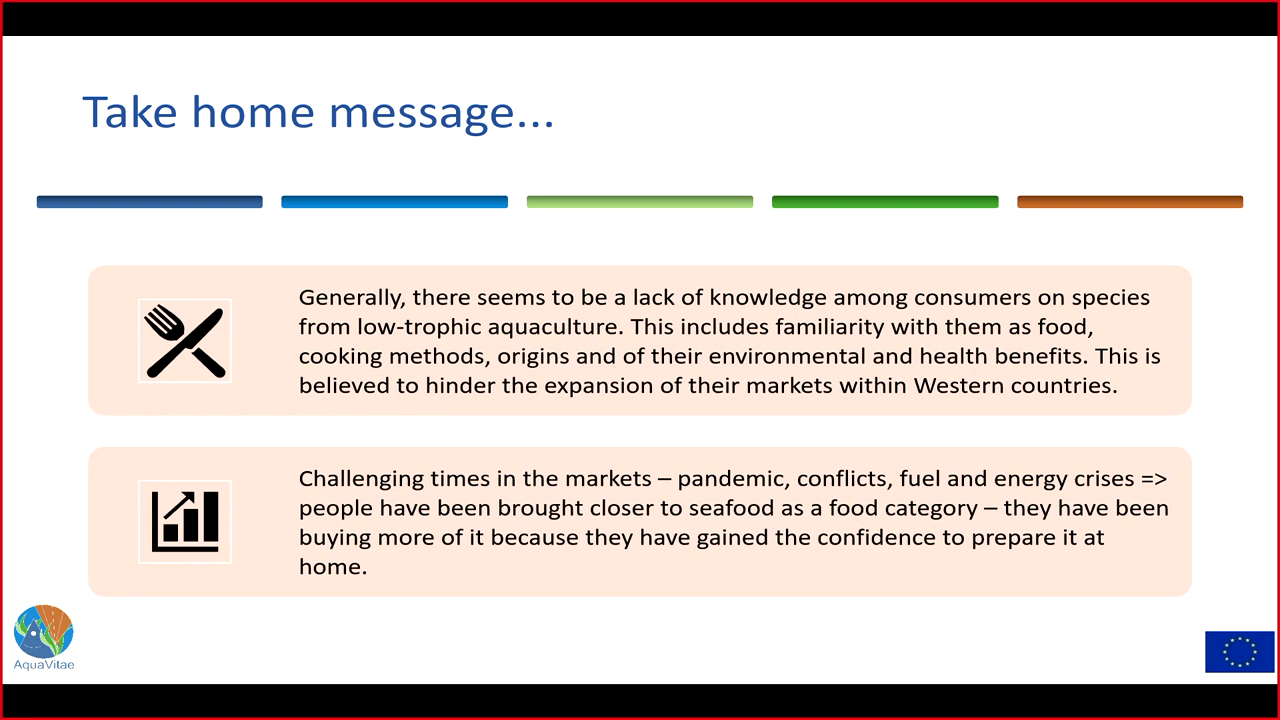 Take home message...
Generally, there seems to be a lack of knowledge among consumers on species
from low-trophic aquaculture. This includes familiarity with them as food,
cooking methods, origins and of their environmental and health benefits. This is
believed to hinder the expansion of their markets within Western countries.
Challenging times in the markets – pandemic, conflicts, fuel and energy crises =>
people have been brought closer to seafood as a food category – they have been
buying more of it because they have gained the confidence to prepare it at
home.
AquaVitae